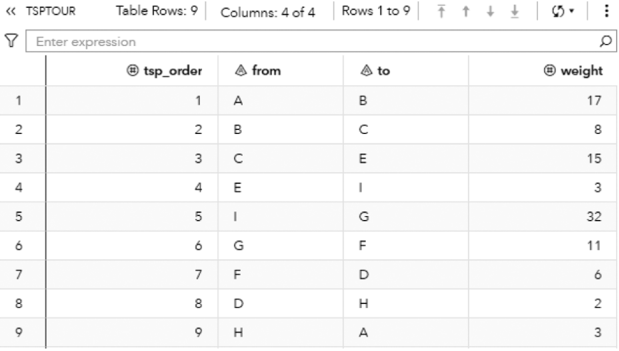 TSPTOUR Table Rows: 9 Columns: 4 of 4 Rows 1 to 9
Enter expression
tsp_order from to weight
1 1 A B 17
2 2 B C 8
3 3 C E 15
4 4 E I 3
5 5 I G 32
6 6 G F 11
7 7 F D 6
8 8 D H 2
9 9 H A 3